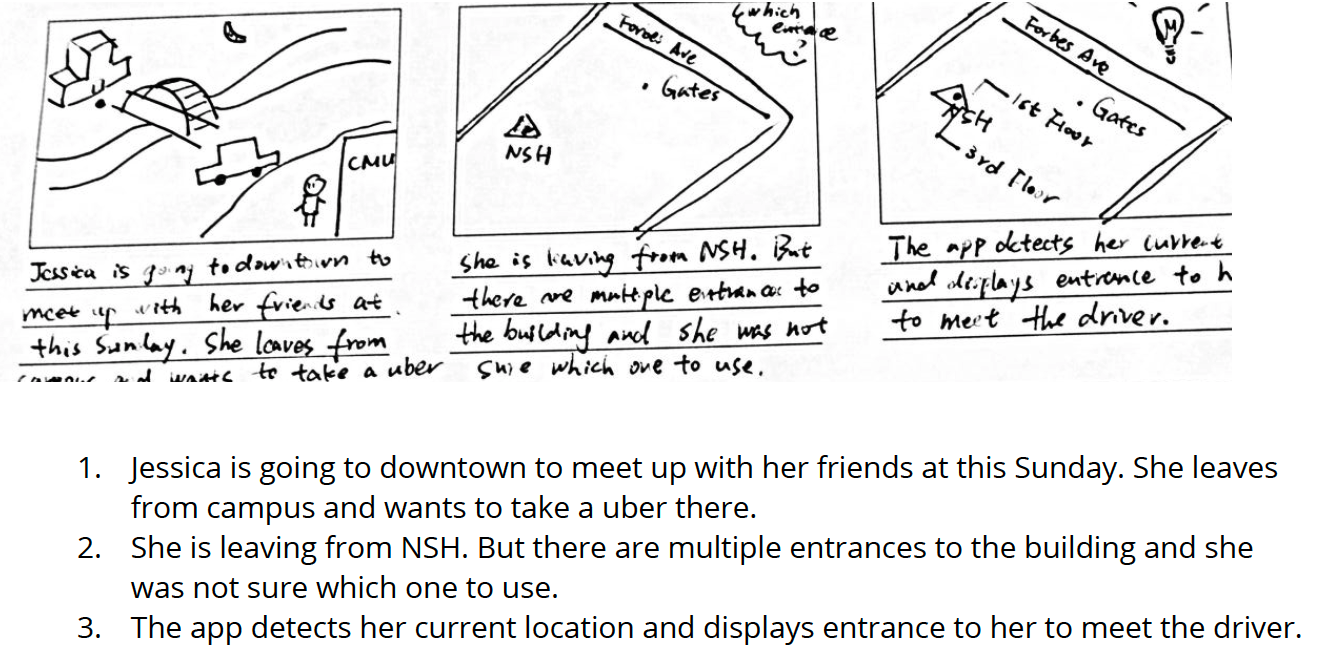 CMU
Jessica is going to downtown to
meet up with her friends at
this Sunday. She leaves from
campus and wants to take a uber
Forbes Ave
Gates
NSH
which
entrance
?
She is leaving from NSH. But
there are multiple entrance to
the building and she was not
sure which one to use.
Forbes Ave
Gates
NSH
1st Floor
3rd Floor
The app detects her current
and displays entrance to h
to meet the driver.
1. Jessica is going to downtown to meet up with her friends at this Sunday. She leaves
from campus and wants to take a uber there.
2. She is leaving from NSH. But there are multiple entrances to the building and she
was not sure which one to use.
3. The app detects her current location and displays entrance to her to meet the driver.